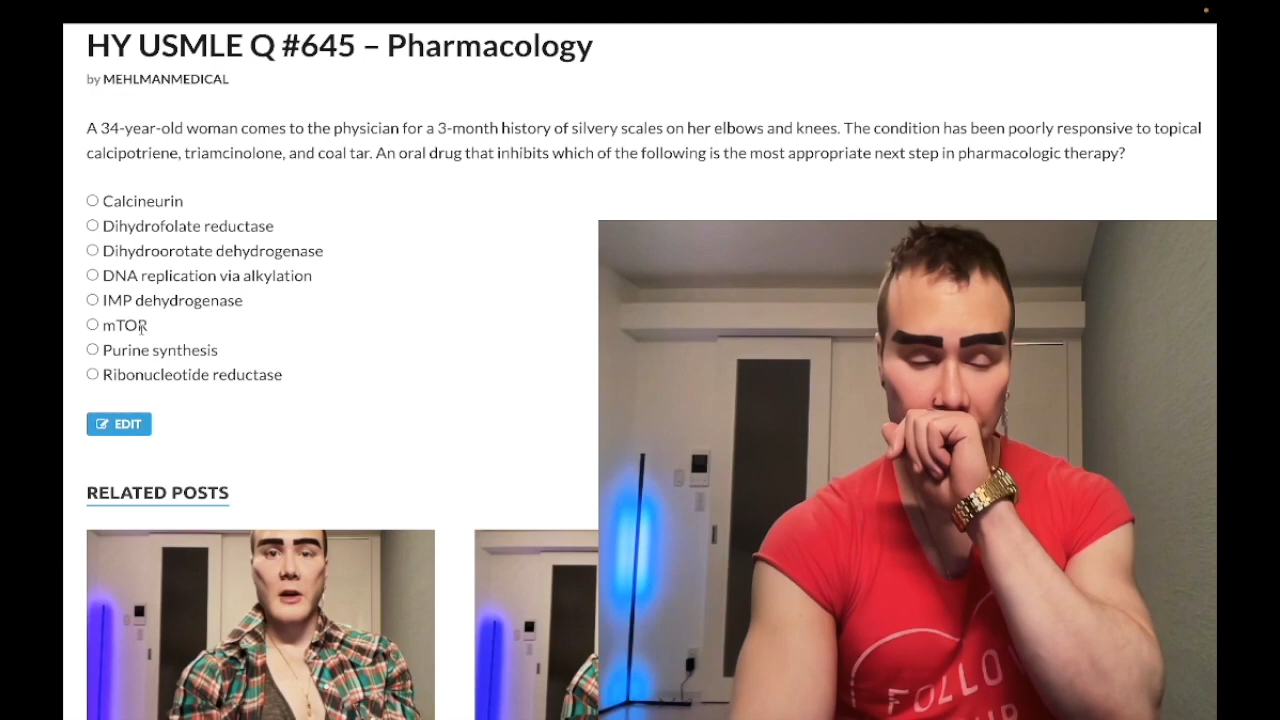 HY USMLE Q #645 – Pharmacology
by MEHLMANMEDICAL
A 34-year-old woman comes to the physician for a 3-month history of silvery scales on her elbows and knees. The condition has been poorly responsive to topical
calcipotriene, triamcinolone, and coal tar. An oral drug that inhibits which of the following is the most appropriate next step in pharmacologic therapy?
Calcineurin
Dihydrofolate reductase
Dihydroorotate dehydrogenase
DNA replication via alkylation
IMP dehydrogenase
mTOR
Purine synthesis
Ribonucleotide reductase
EDIT
RELATED POSTS